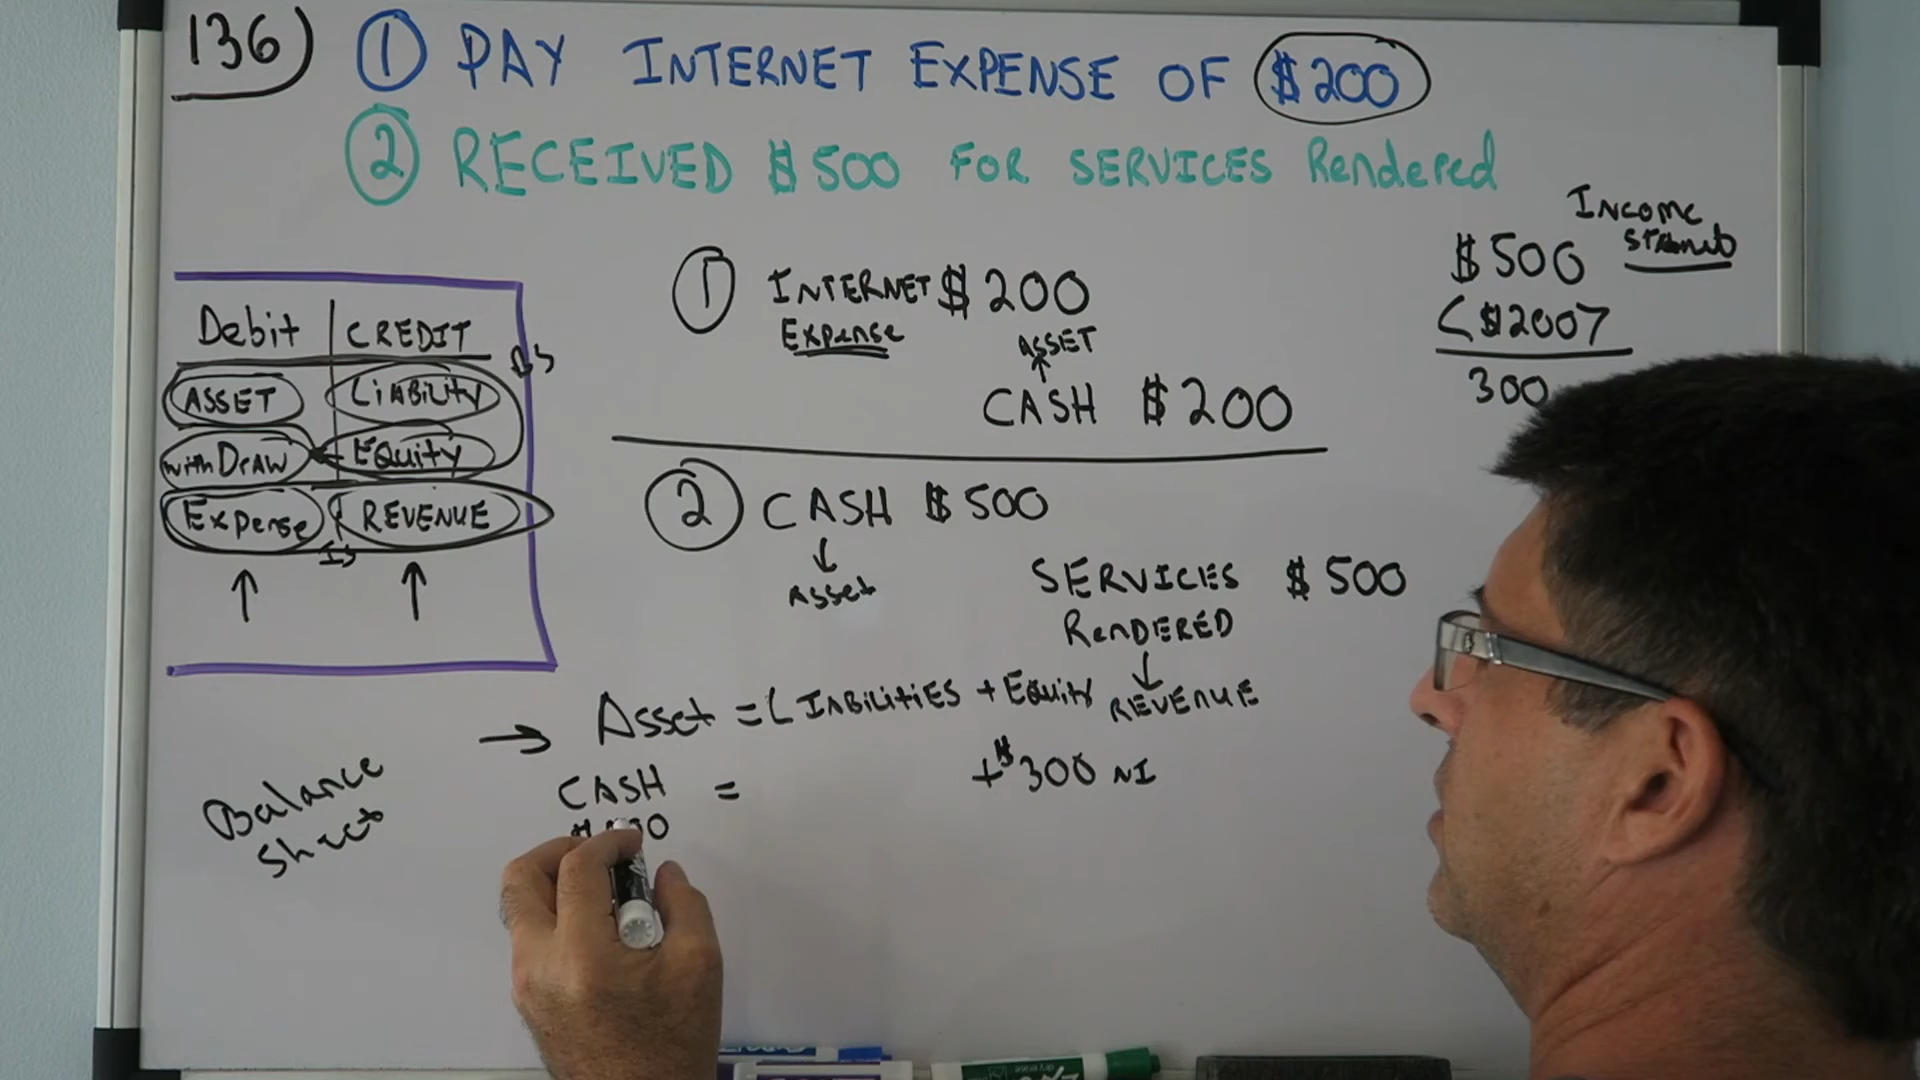 136)
① PAY INTERNET EXPENSE OF $200
② RECEIVED $500 FOR SERVICES Rendered
Income
$500
<$200>
300
Debit | CREDIT
ASSET LIABILITY
withDraw Equity
Expense REVENUE
IS
① INTERNET $200
Expense
ASSET
CASH $200
② CASH $500
Asset
SERVICES $500
RENDERED
REVENUE
→ Asset = LIABILITIES + Equity
Balance
Sheet
CASH = +$300 NI